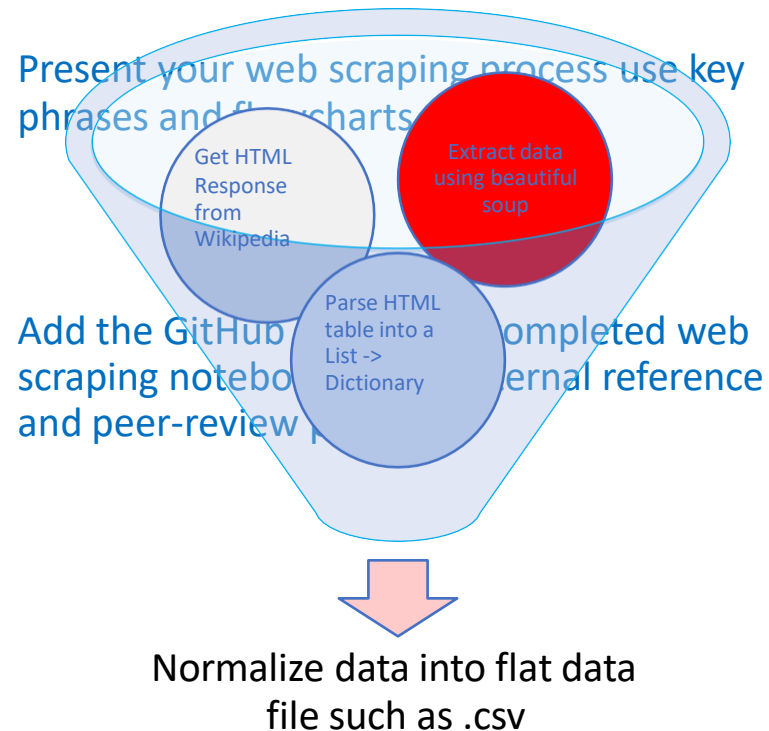 Present your web scraping process use key
phrases and charts
Get HTML
Response
from
Wikipedia
Extract data
using beautiful
soup
Parse HTML
table into a
List ->
Dictionary
Add the GitHub ompleted web
scraping notebo ernal reference
and peer-review
Normalize data into flat data
file such as .csv